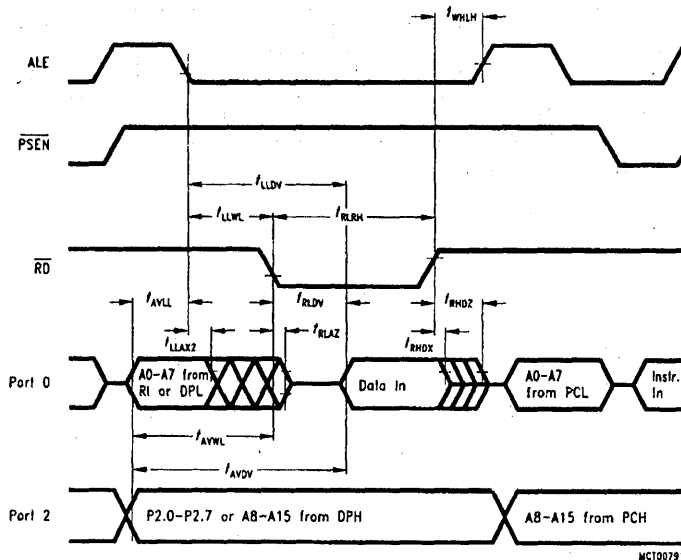 tWHLH
ALE
PSEN
tLLDV
tLLWL
tRLRH
RD
tAVLL
tRLDV
tRHDZ
tLLAX2
tRLAZ
tRHDX
Port 0
A0-A7 from
RI or DPL
Data In
A0-A7
from PCL
Instr.
In
tAVWL
tAVDV
Port 2
P2.0-P2.7 or A8-A15 from DPH
A8-A15 from PCH
MCT0079